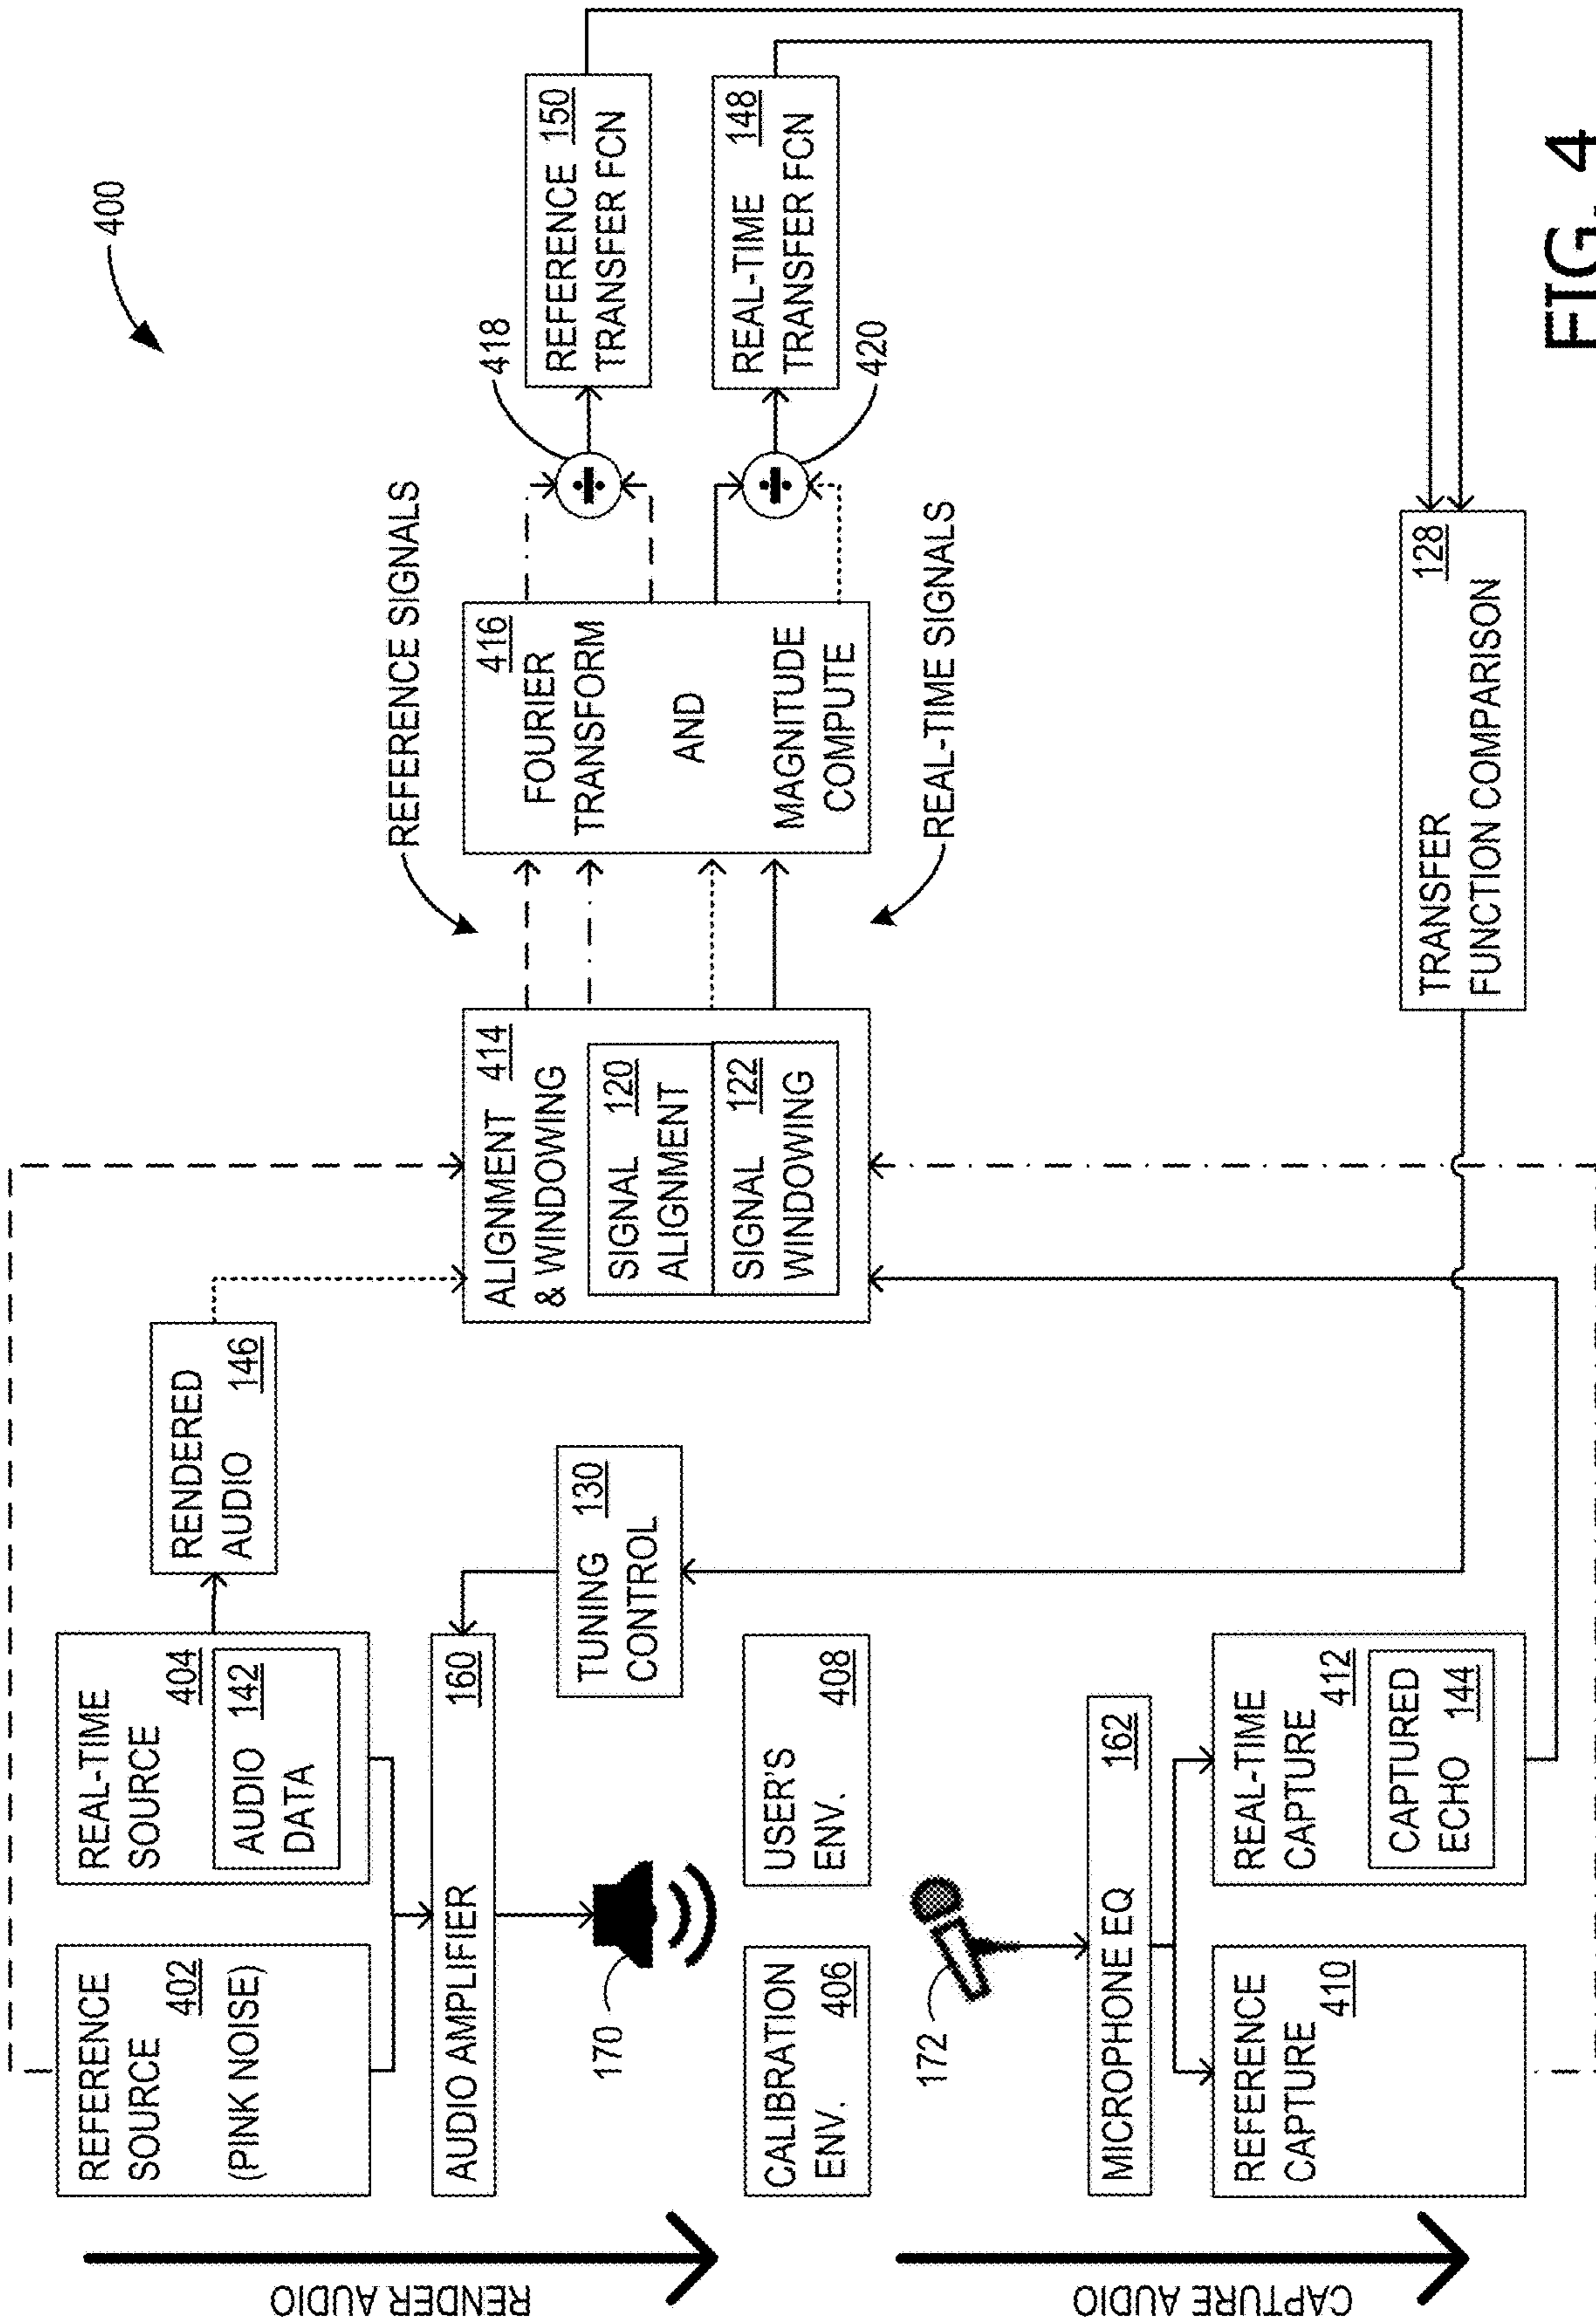 400
REFERENCE
SOURCE 402
(PINK NOISE)
REAL-TIME
SOURCE 404
AUDIO 142
DATA
RENDERED
AUDIO 146
AUDIO AMPLIFIER 160
170
TUNING 130
CONTROL
CALIBRATION
ENV. 406
USER'S
ENV. 408
172
MICROPHONE EQ 162
REFERENCE
CAPTURE
410
REAL-TIME
CAPTURE
412
CAPTURED
ECHO 144
RENDER AUDIO
CAPTURE AUDIO
ALIGNMENT 414
& WINDOWING
SIGNAL 120
ALIGNMENT
SIGNAL 122
WINDOWING
REFERENCE SIGNALS
REAL-TIME SIGNALS
416
FOURIER
TRANSFORM
AND
MAGNITUDE
COMPUTE
418
÷
420
÷
REFERENCE 150
TRANSFER FCN
REAL-TIME 148
TRANSFER FCN
TRANSFER 128
FUNCTION COMPARISON
FIG. 4